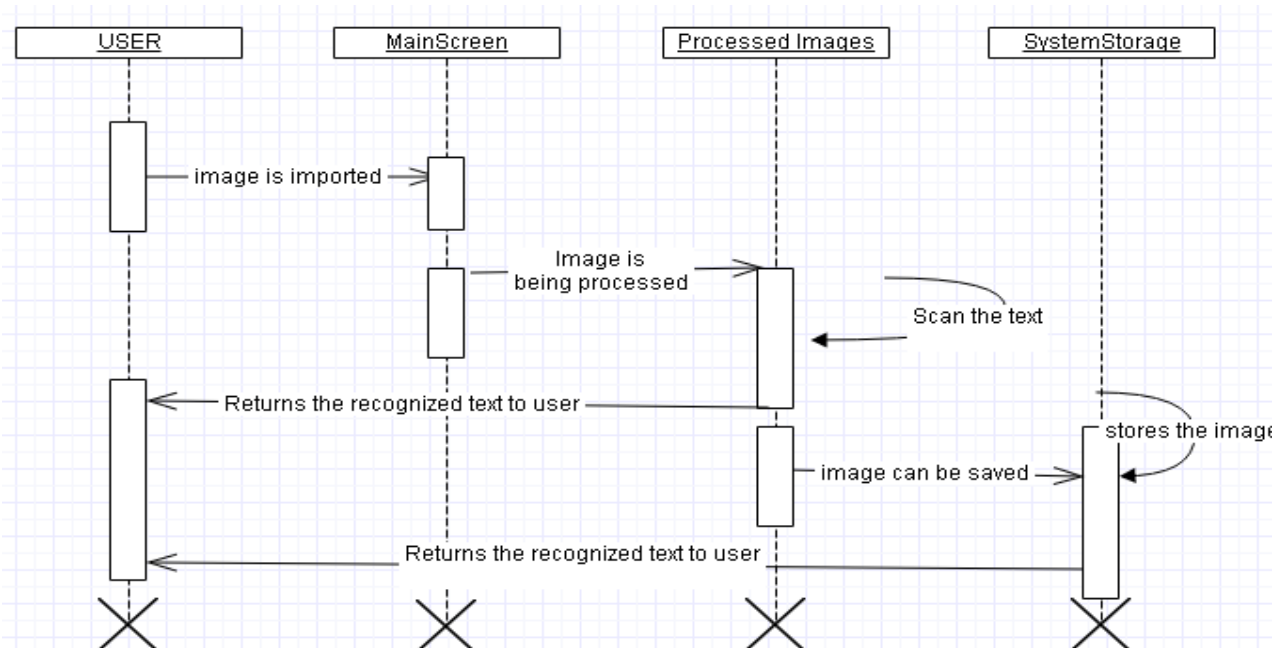 USER
MainScreen
Processed Images
SystemStorage
image is imported
Image is
being processed
Scan the text
Returns the recognized text to user
stores the image
image can be saved
Returns the recognized text to user